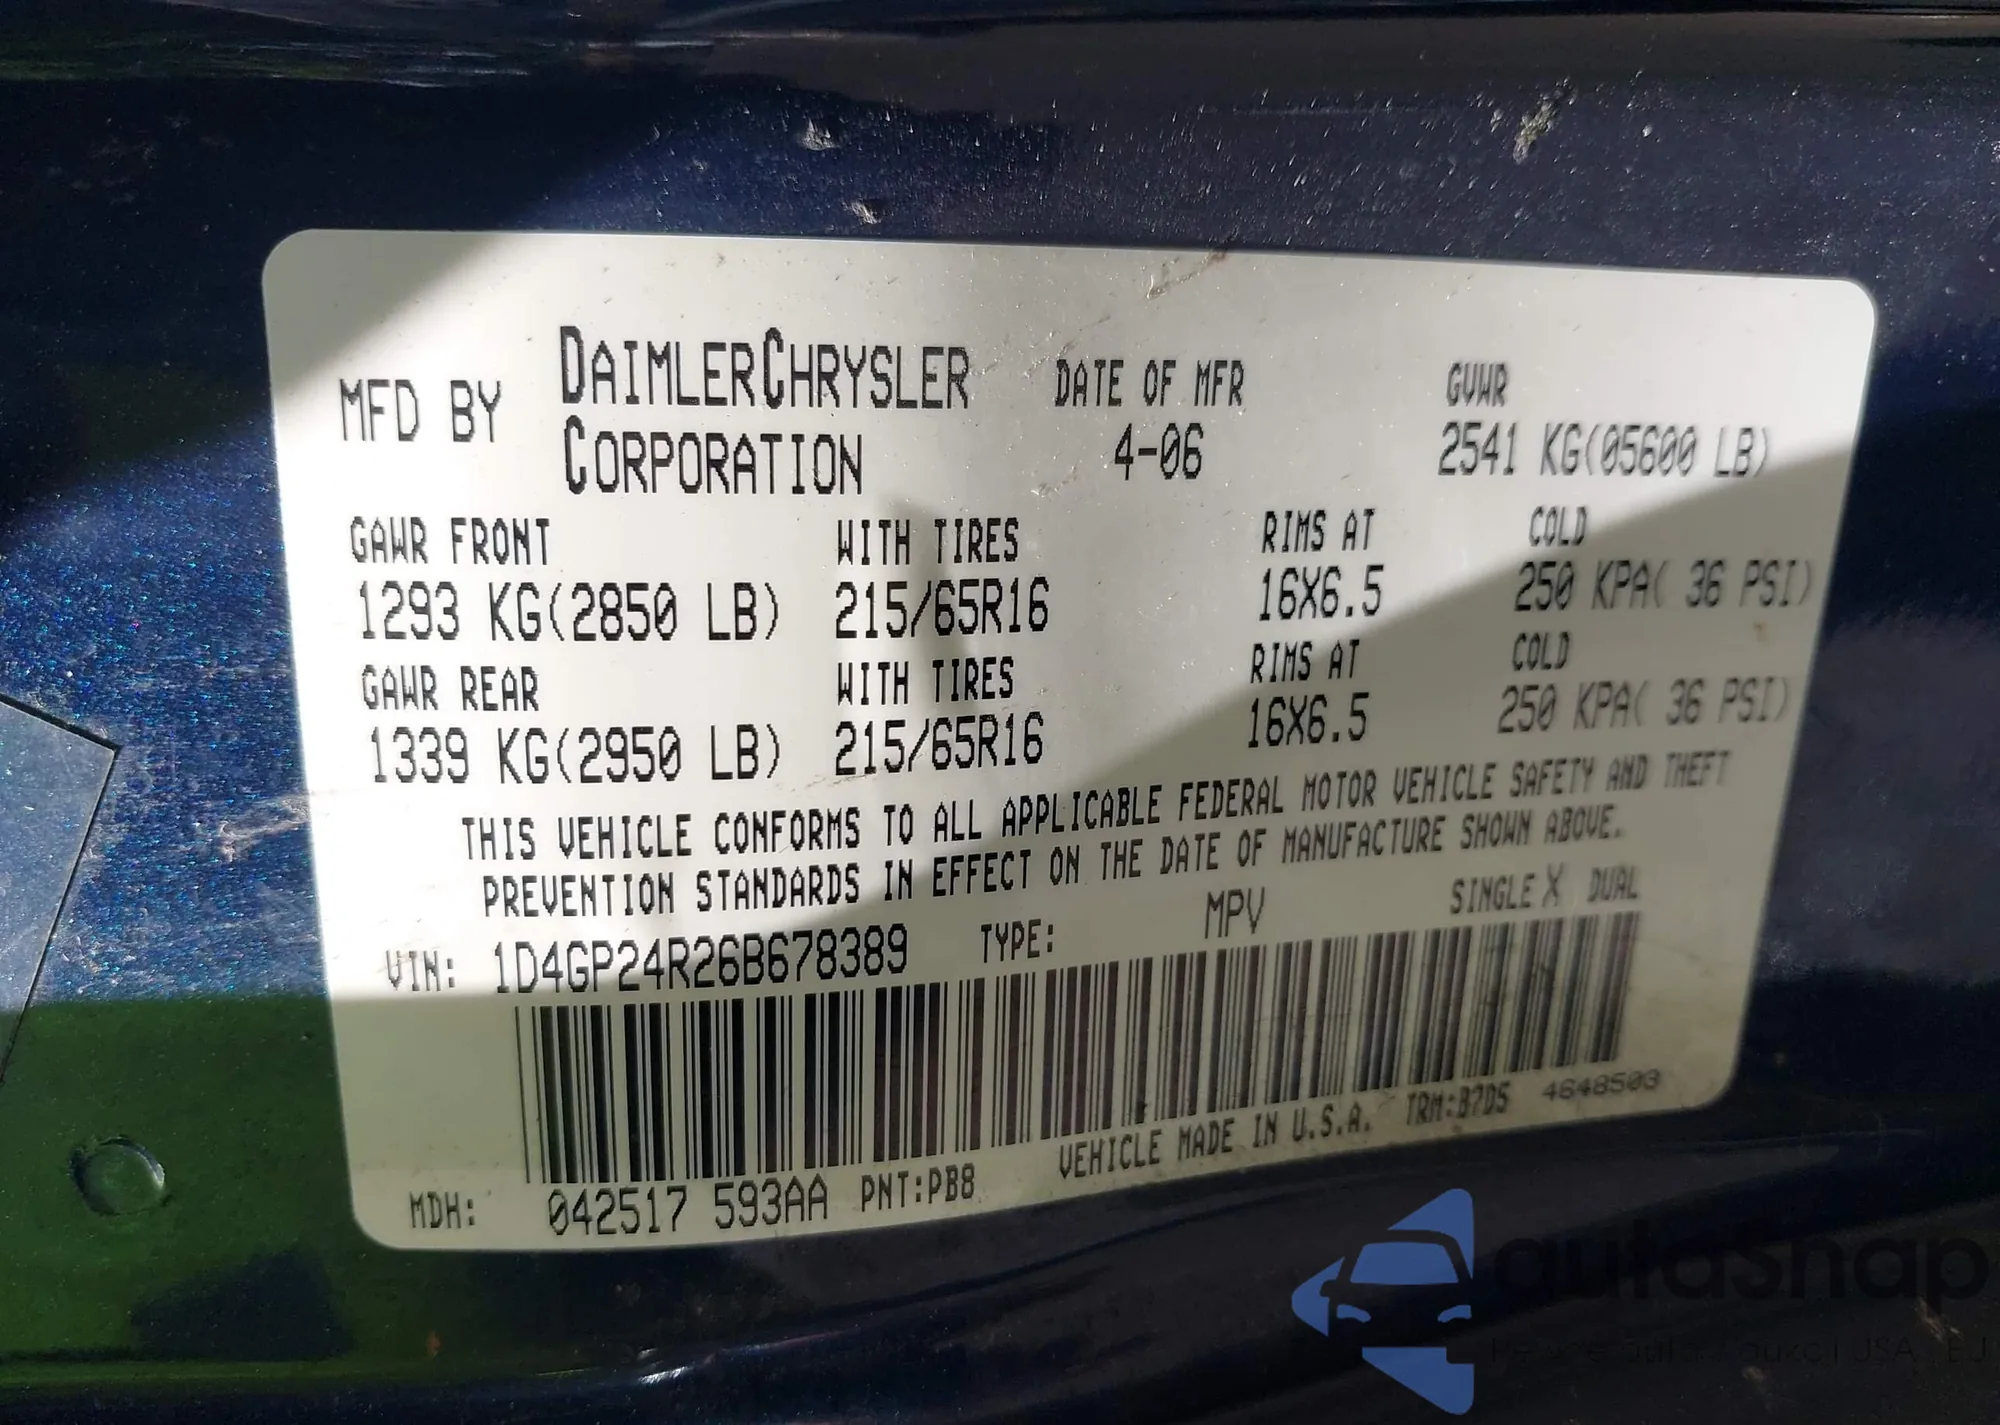 MFD BY DAIMLERCHRYSLER CORPORATION
DATE OF MFR 4-06
GVWR 2541 KG(05600 LB)
GAWR FRONT WITH TIRES RIMS AT COLD
1293 KG(2850 LB) 215/65R16 16X6.5 250 KPA( 36 PSI)
GAWR REAR WITH TIRES RIMS AT COLD
1339 KG(2950 LB) 215/65R16 16X6.5 250 KPA( 36 PSI)
THIS VEHICLE CONFORMS TO ALL APPLICABLE FEDERAL MOTOR VEHICLE SAFETY AND THEFT
PREVENTION STANDARDS IN EFFECT ON THE DATE OF MANUFACTURE SHOWN ABOVE.
VIN: 1D4GP24R26B678389 TYPE: MPV SINGLE X DUAL
MDH: 042517 593AA PNT:PB8 VEHICLE MADE IN U.S.A. TRM:B7D5 4648503
autoSnap
USA